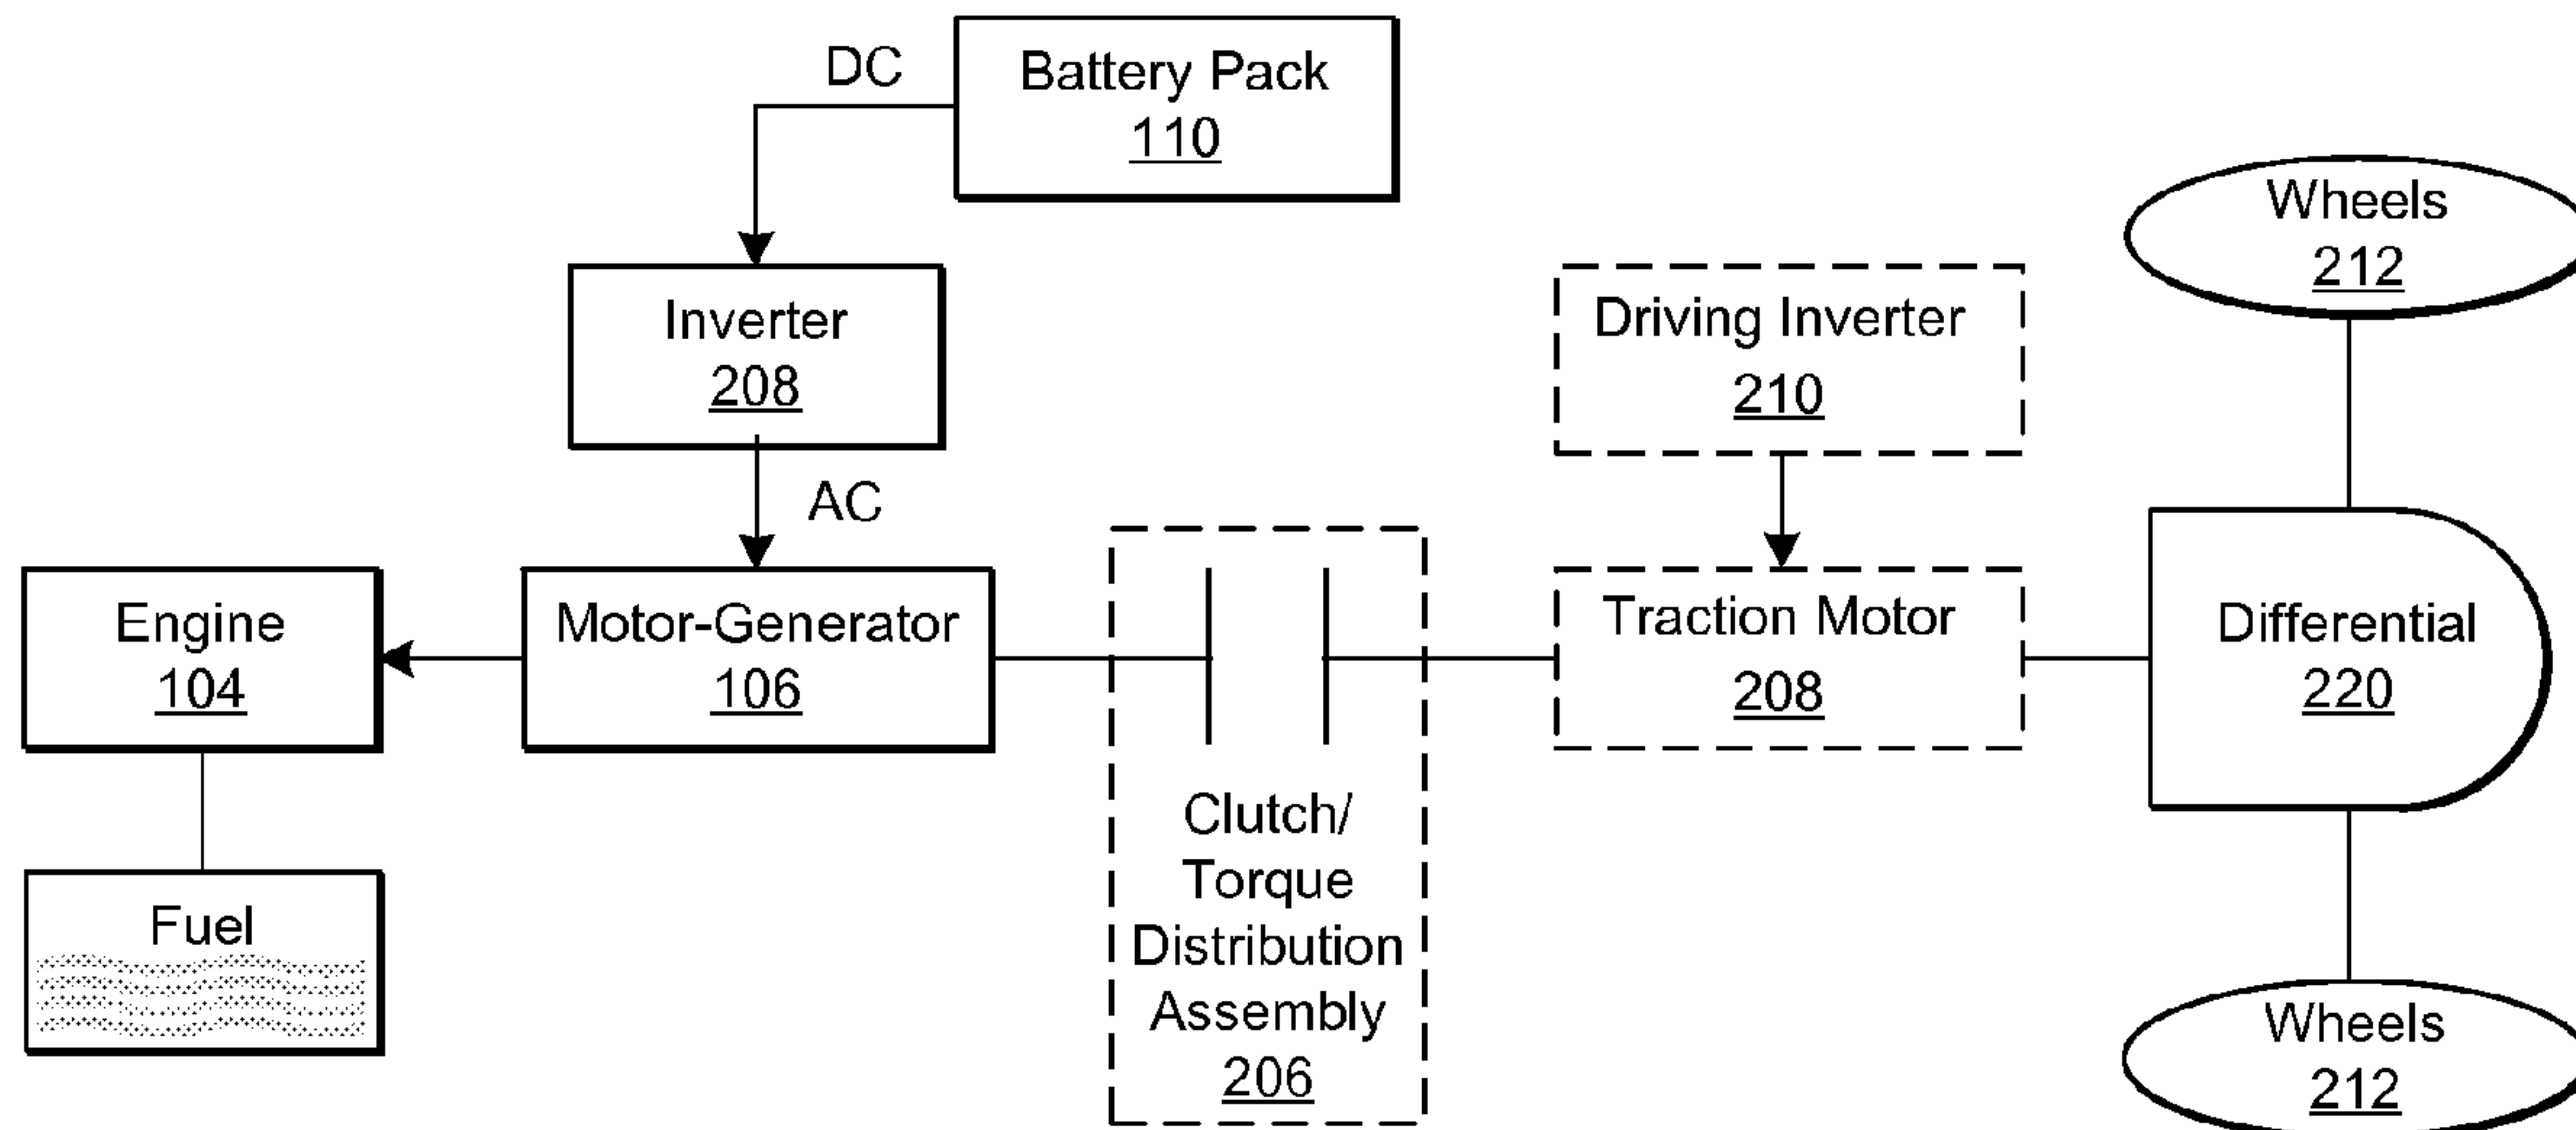 DC
Battery Pack
110
Wheels
212
Inverter
208
Driving Inverter
210
AC
Engine
104
Motor-Generator
106
Traction Motor
208
Differential
220
Clutch/
Torque
Distribution
Assembly
206
Fuel
Wheels
212